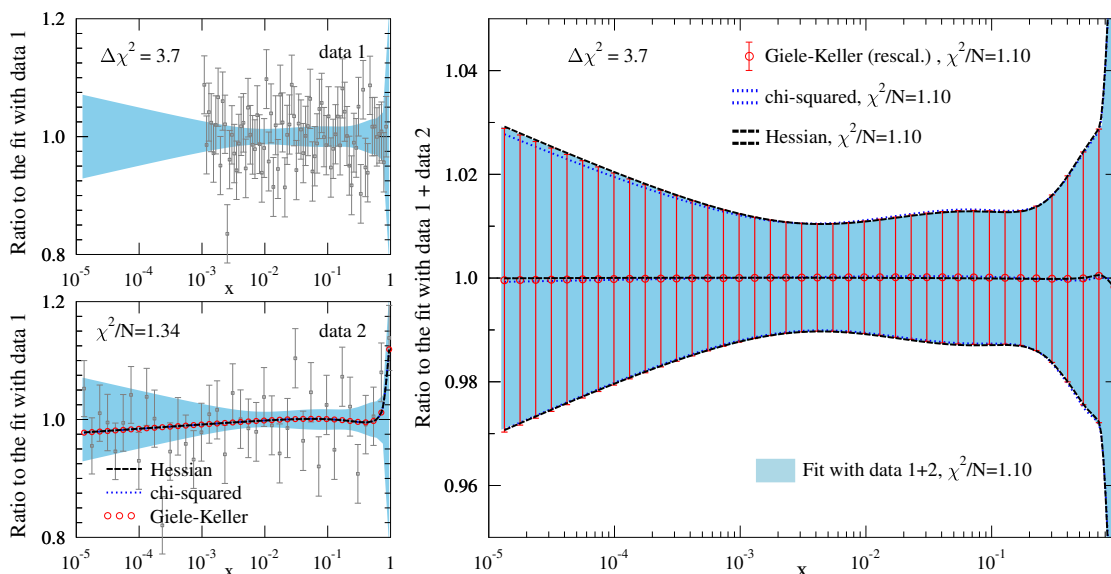 Ratio to the fit with data 1
1.2
1.0
0.8
Δχ² = 3.7
data 1
10⁻⁵ 10⁻⁴ 10⁻³ 10⁻² 10⁻¹ 1
x
Ratio to the fit with data 1
1.2
1.0
0.8
χ²/N=1.34
data 2
Hessian
chi-squared
Giele-Keller
10⁻⁵ 10⁻⁴ 10⁻³ 10⁻² 10⁻¹ 1
x
Ratio to the fit with data 1 + data 2
1.04
1.02
1.0
0.98
0.96
Δχ² = 3.7
Giele-Keller (rescal.) , χ²/N=1.10
chi-squared, χ²/N=1.10
Hessian, χ²/N=1.10
Fit with data 1+2, χ²/N=1.10
10⁻⁵ 10⁻⁴ 10⁻³ 10⁻² 10⁻¹
x